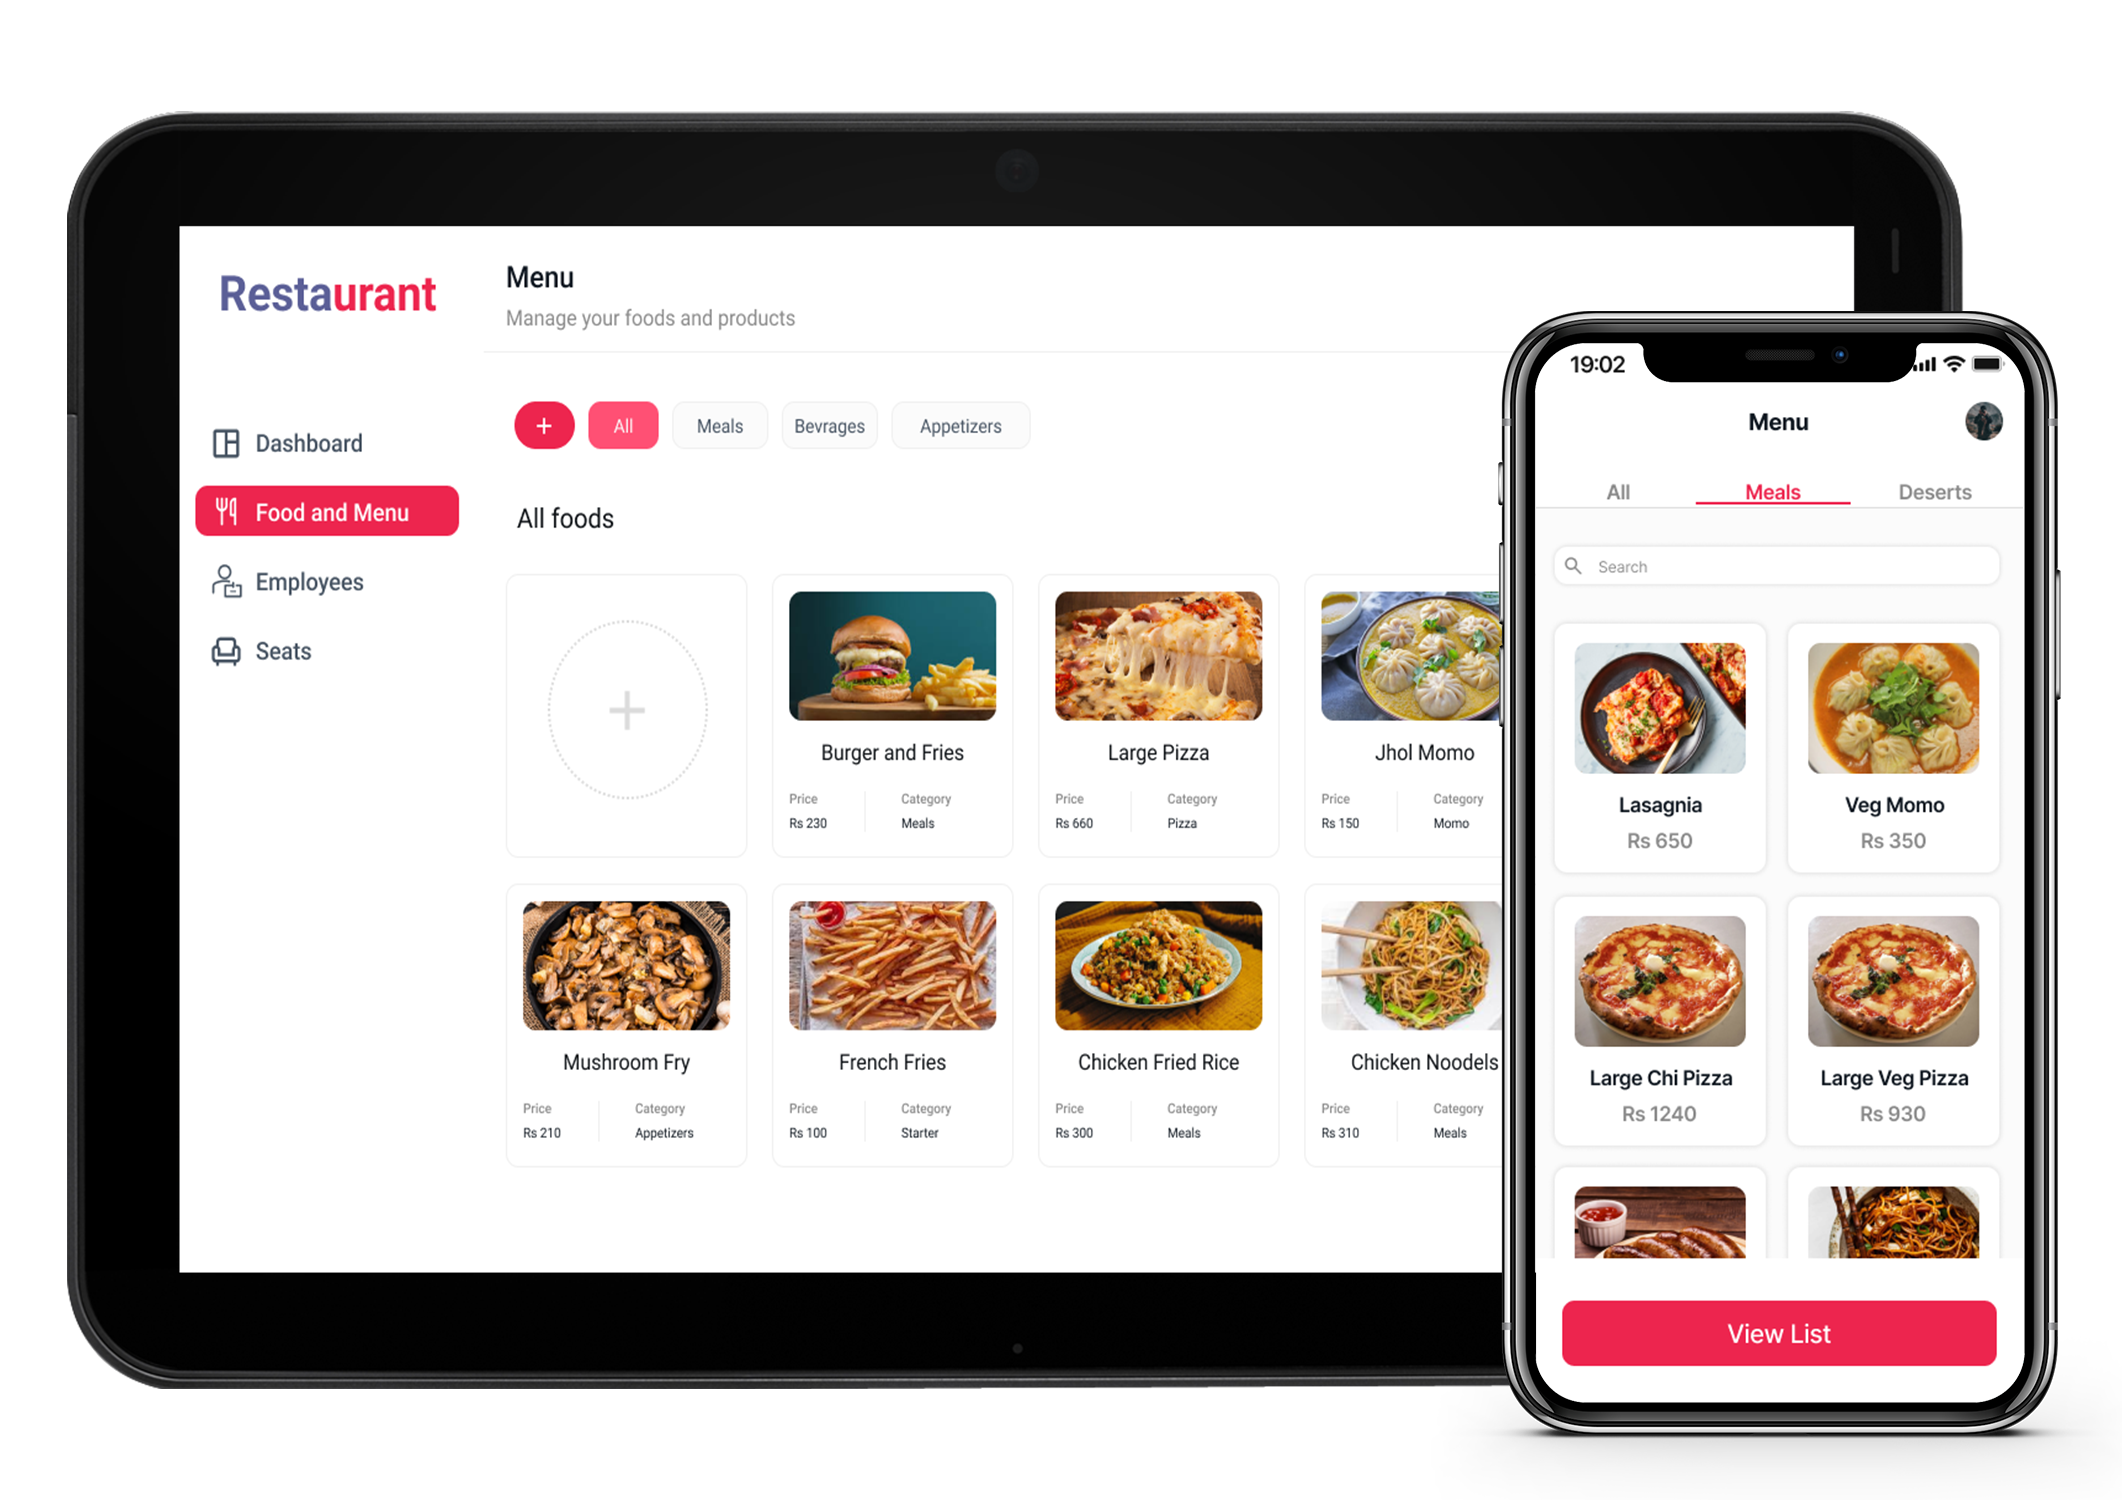 Restaurant
Menu
Manage your foods and products
Dashboard
Food and Menu
Employees
Seats
+ All Meals Bevrages Appetizers
All foods
+
Burger and Fries
Price Category
Rs 230 Meals
Large Pizza
Price Category
Rs 660 Pizza
Jhol Momo
Price Category
Rs 150 Momo
Mushroom Fry
Price Category
Rs 210 Appetizers
French Fries
Price Category
Rs 100 Starter
Chicken Fried Rice
Price Category
Rs 300 Meals
Chicken Noodels
Price Category
Rs 310 Meals
19:02
Menu
All Meals Deserts
Search
Lasagnia
Rs 650
Veg Momo
Rs 350
Large Chi Pizza
Rs 1240
Large Veg Pizza
Rs 930
View List